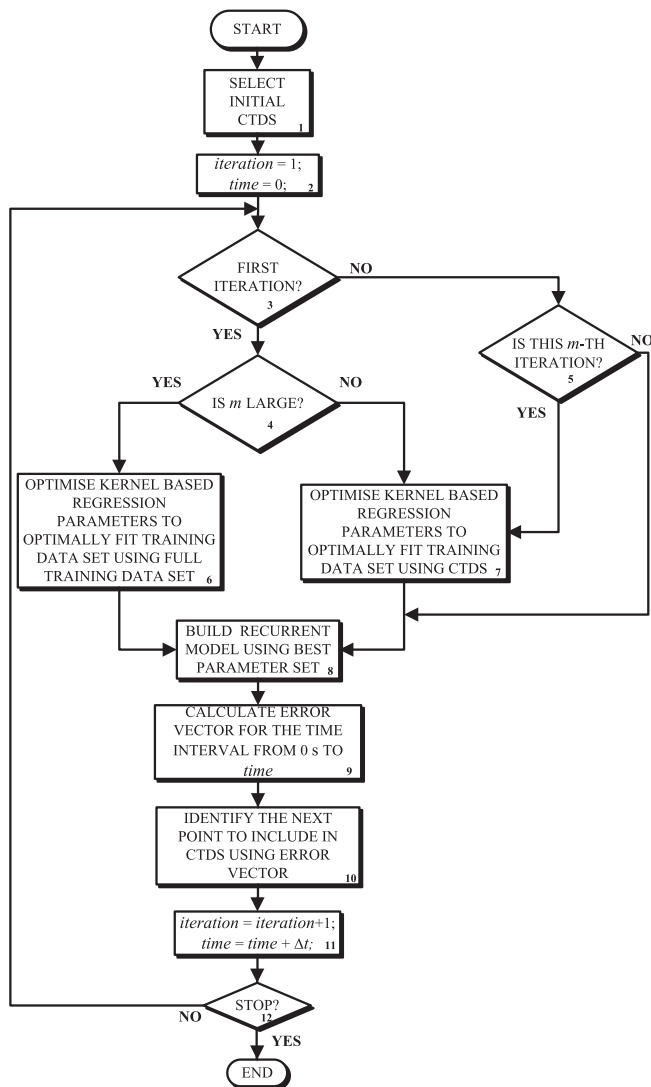 START
SELECT
INITIAL
CTDS
1
iteration = 1;
time = 0;
2
FIRST
ITERATION?
3
NO
YES
IS THIS m-TH
ITERATION?
5
NO
YES
IS m LARGE?
4
YES
NO
OPTIMISE KERNEL BASED
REGRESSION
PARAMETERS TO
OPTIMALLY FIT TRAINING
DATA SET USING FULL
TRAINING DATA SET
6
OPTIMISE KERNEL BASED
REGRESSION
PARAMETERS TO
OPTIMALLY FIT TRAINING
DATA SET USING CTDS
7
BUILD RECURRENT
MODEL USING BEST
PARAMETER SET
8
CALCULATE ERROR
VECTOR FOR THE TIME
INTERVAL FROM 0 s TO
time
9
IDENTIFY THE NEXT
POINT TO INCLUDE IN
CTDS USING ERROR
VECTOR
10
iteration = iteration+1;
time = time + Δt;
11
STOP?
12
NO
YES
END